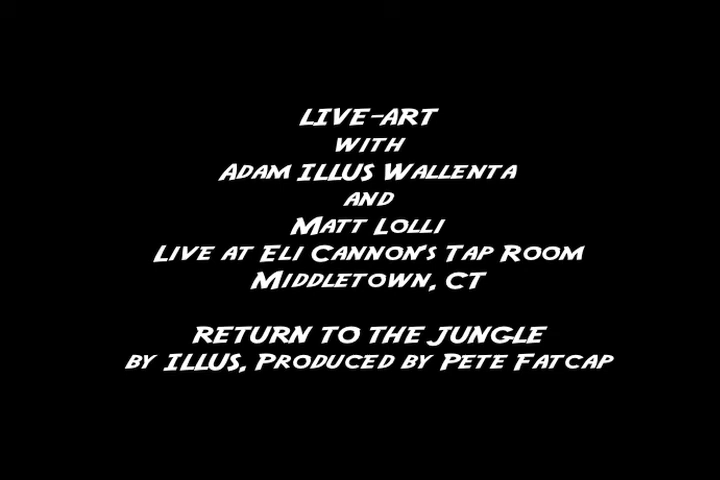 LIVE-ART
WITH
ADAM ILLUS WALLENTA
AND
MATT LOLLI
LIVE AT ELI CANNON'S TAP ROOM
MIDDLETOWN, CT
RETURN TO THE JUNGLE
BY ILLUS, PRODUCED BY PETE FATCAP